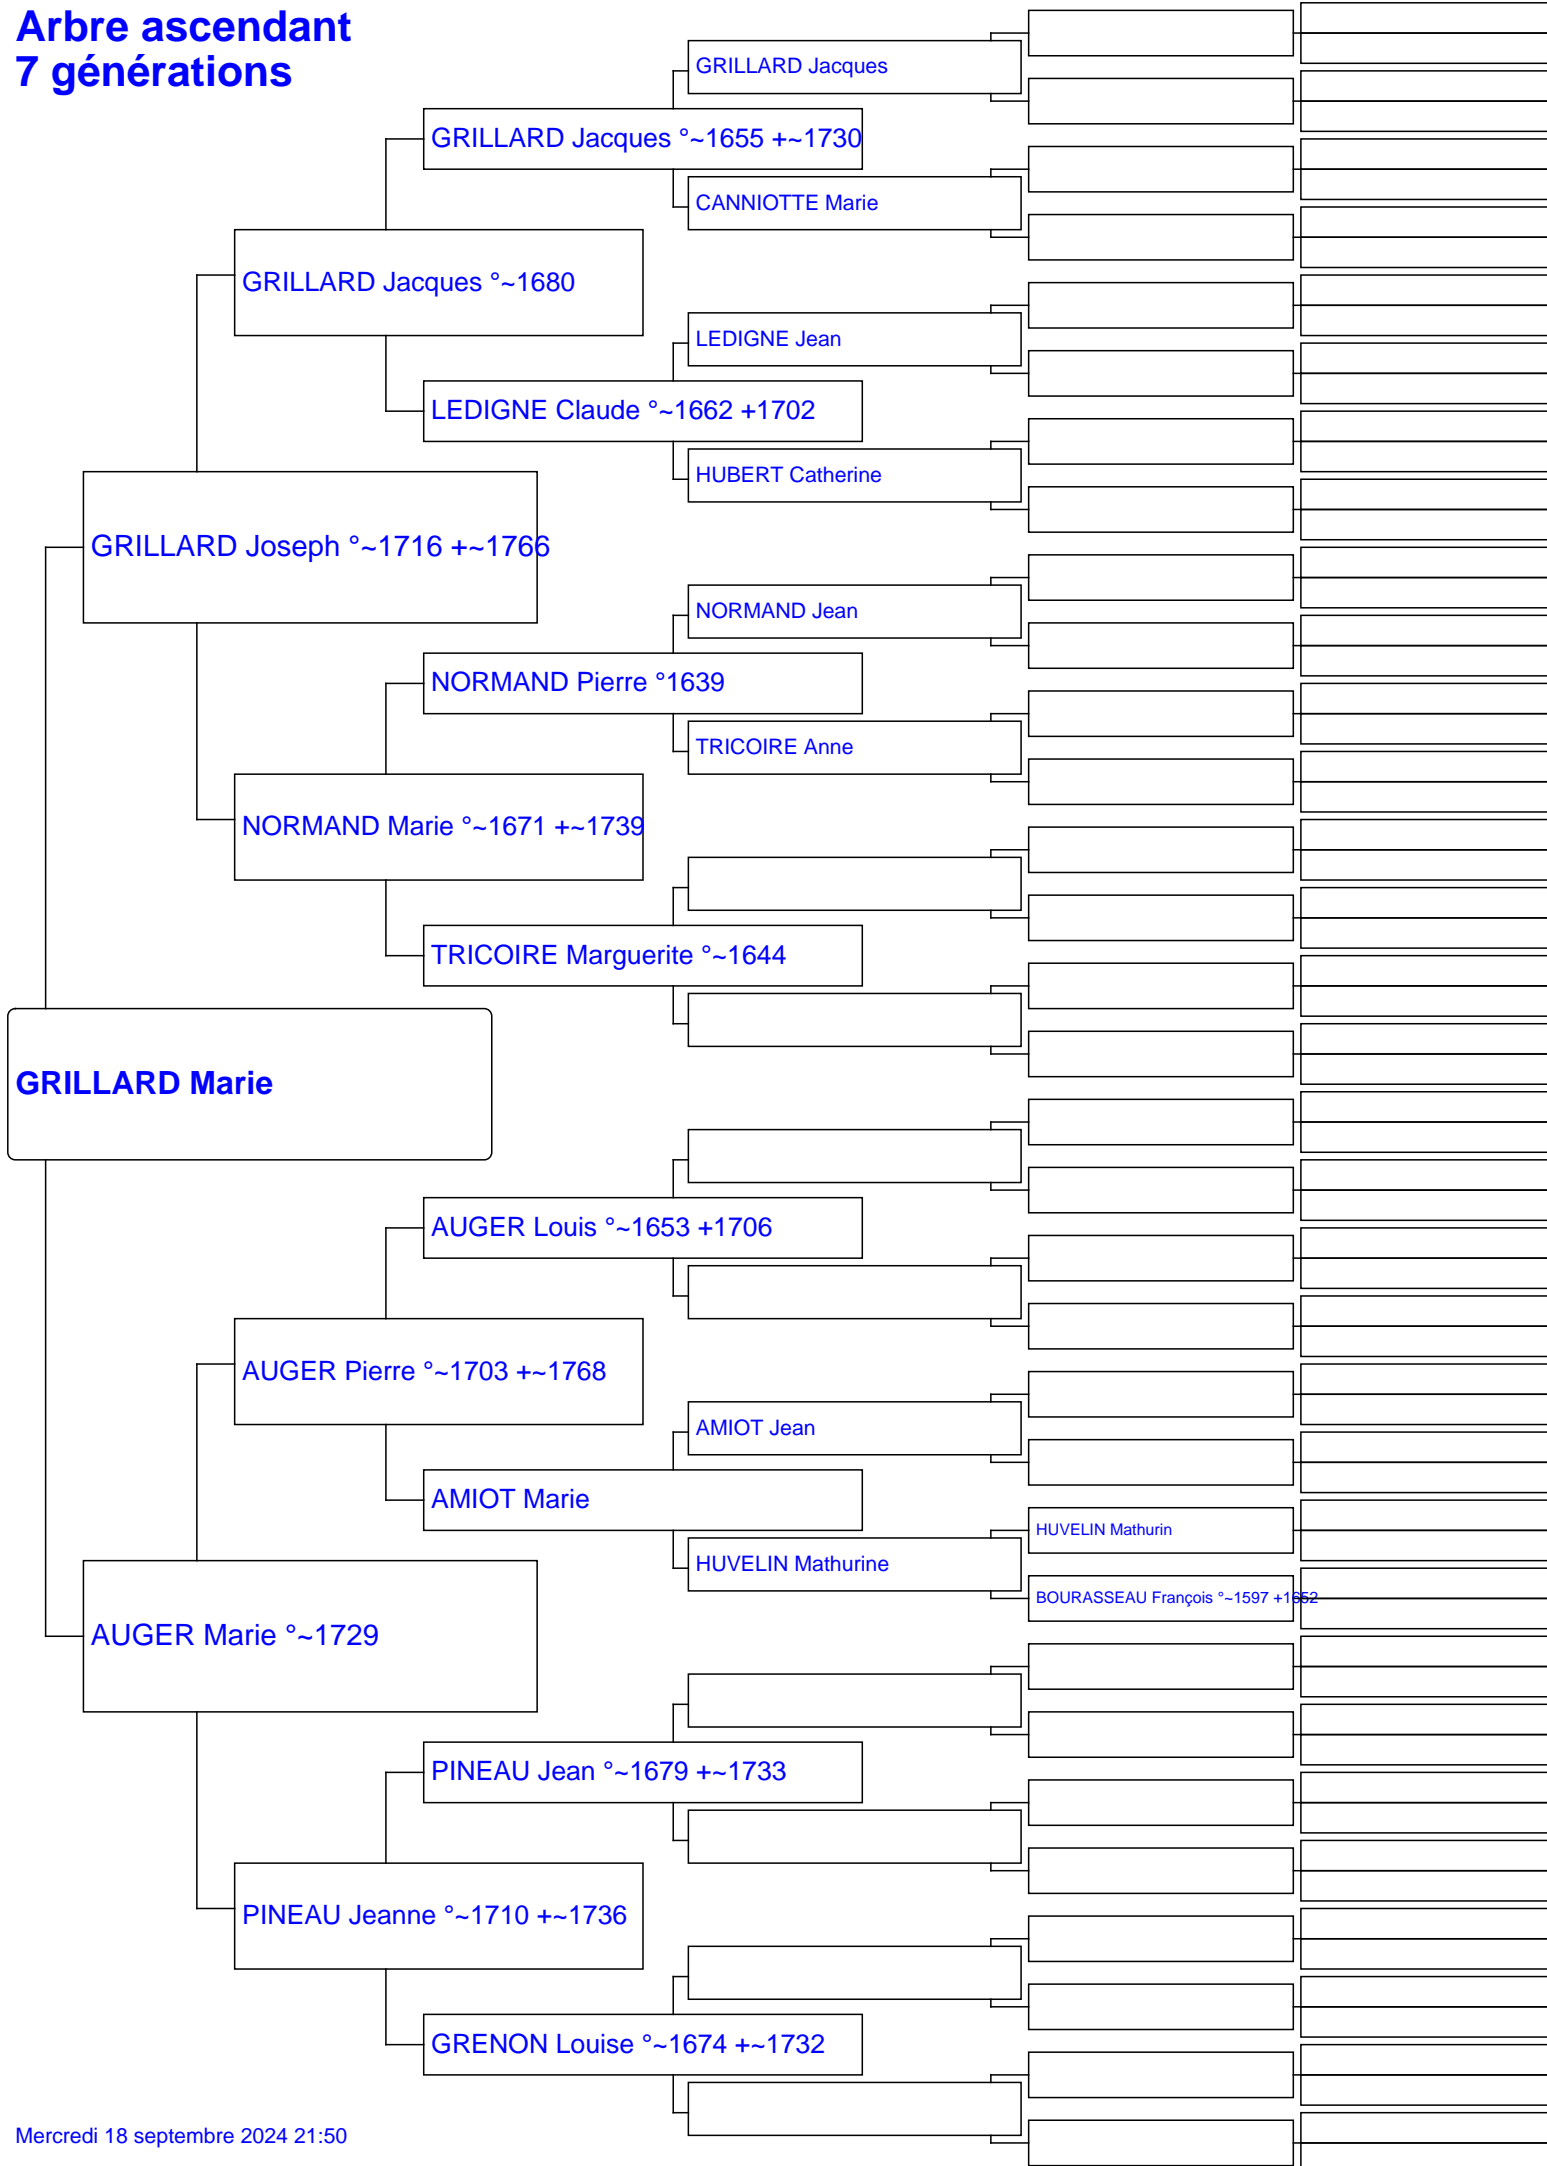 Arbre ascendant
7 générations
GRILLARD Jacques
GRILLARD Jacques °~1655 +~1730
CANNIOTTE Marie
GRILLARD Jacques °~1680
LEDIGNE Jean
LEDIGNE Claude °~1662 +1702
HUBERT Catherine
GRILLARD Joseph °~1716 +~1766
NORMAND Jean
NORMAND Pierre °1639
TRICOIRE Anne
NORMAND Marie °~1671 +~1739
TRICOIRE Marguerite °~1644
GRILLARD Marie
AUGER Louis °~1653 +1706
AUGER Pierre °~1703 +~1768
AMIOT Jean
AMIOT Marie
HUVELIN Mathurin
HUVELIN Mathurine
BOURASSEAU François °~1597 +1652
AUGER Marie °~1729
PINEAU Jean °~1679 +~1733
PINEAU Jeanne °~1710 +~1736
GRENON Louise °~1674 +~1732
Mercredi 18 septembre 2024 21:50